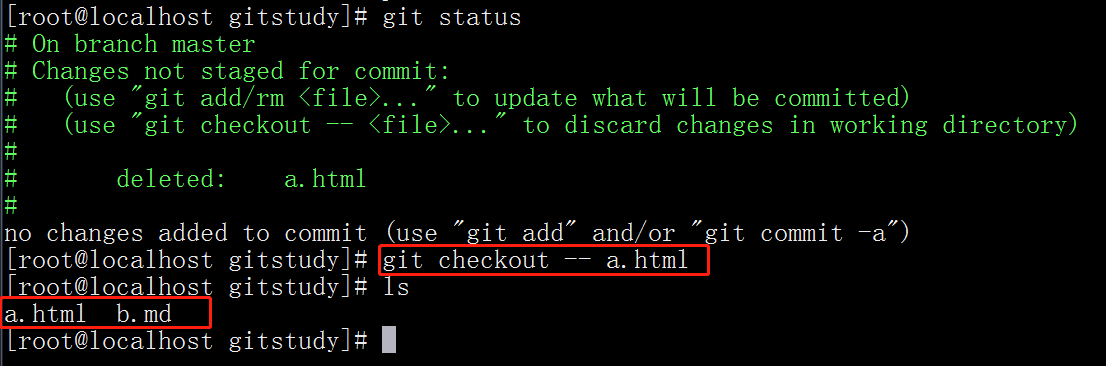 [root@localhost gitstudy]# git status
# On branch master
# Changes not staged for commit:
#   (use "git add/rm <file>..." to update what will be committed)
#   (use "git checkout -- <file>..." to discard changes in working directory)
#
#       deleted:    a.html
#
no changes added to commit (use "git add" and/or "git commit -a")
[root@localhost gitstudy]# git checkout -- a.html
[root@localhost gitstudy]# ls
a.html  b.md
[root@localhost gitstudy]#